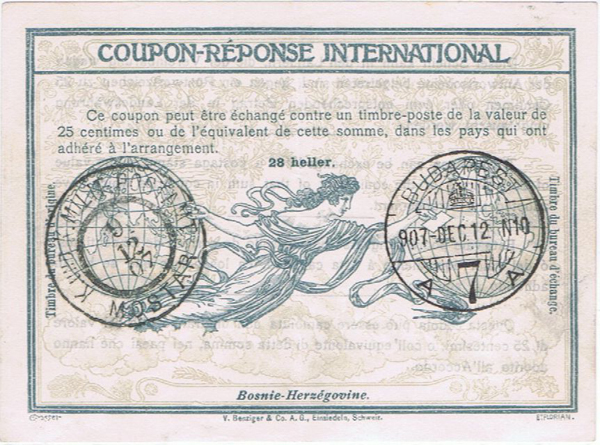 COUPON-RÉPONSE INTERNATIONAL
Ce coupon peut être échangé contre un timbre-poste de la valeur de
25 centimes ou de l'équivalent de cette somme, dans les pays qui ont
adhéré à l'arrangement.
28 heller.
Timbre du
d'origine.
MOSTAR
BUDAPEST
907-DEC 12 N10
A 7 A
Timbre du bureau d'échange.
Bosnie-Herzégovine.
V. Benziger & Co. A. G., Einsiedeln, Schweiz.
E. FLORIAN.